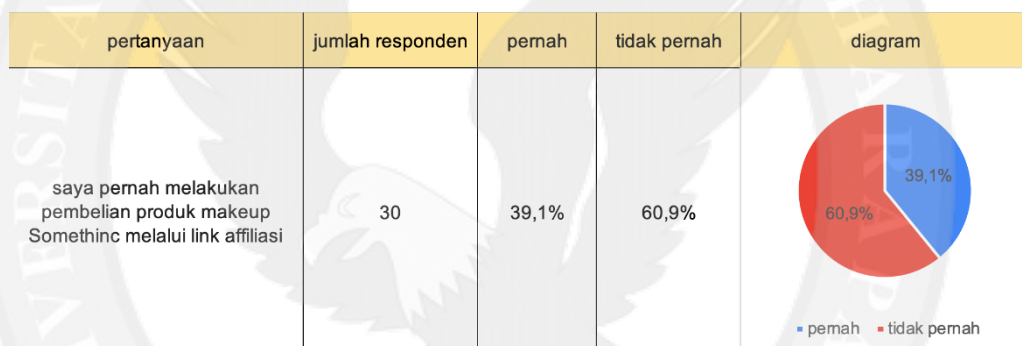 pertanyaan
jumlah responden
pernah
tidak pernah
diagram
saya pernah melakukan
pembelian produk makeup
Somethinc melalui link affiliasi
30
39,1%
60,9%
39,1%
60,9%
pernah
tidak pernah